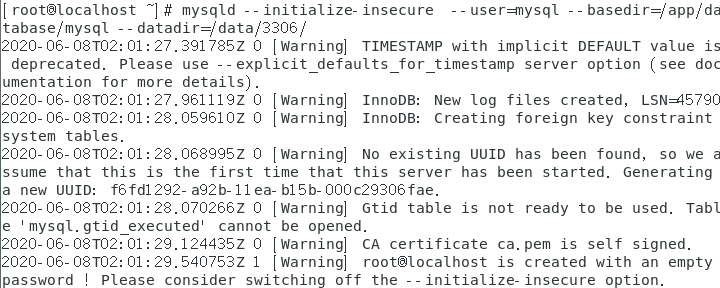 [root@localhost ~]# mysqld --initialize-insecure  --user=mysql --basedir=/app/da
tabase/mysql --datadir=/data/3306/
2020-06-08T02:01:27.391785Z 0 [Warning] TIMESTAMP with implicit DEFAULT value is
 deprecated. Please use --explicit_defaults_for_timestamp server option (see doc
umentation for more details).
2020-06-08T02:01:27.961119Z 0 [Warning] InnoDB: New log files created, LSN=45790
2020-06-08T02:01:28.059610Z 0 [Warning] InnoDB: Creating foreign key constraint
system tables.
2020-06-08T02:01:28.068995Z 0 [Warning] No existing UUID has been found, so we a
ssume that this is the first time that this server has been started. Generating
a new UUID: f6fd1292-a92b-11ea-b15b-000c29306fae.
2020-06-08T02:01:28.070266Z 0 [Warning] Gtid table is not ready to be used. Tabl
e 'mysql.gtid_executed' cannot be opened.
2020-06-08T02:01:29.124435Z 0 [Warning] CA certificate ca.pem is self signed.
2020-06-08T02:01:29.540753Z 1 [Warning] root@localhost is created with an empty
password ! Please consider switching off the --initialize-insecure option.